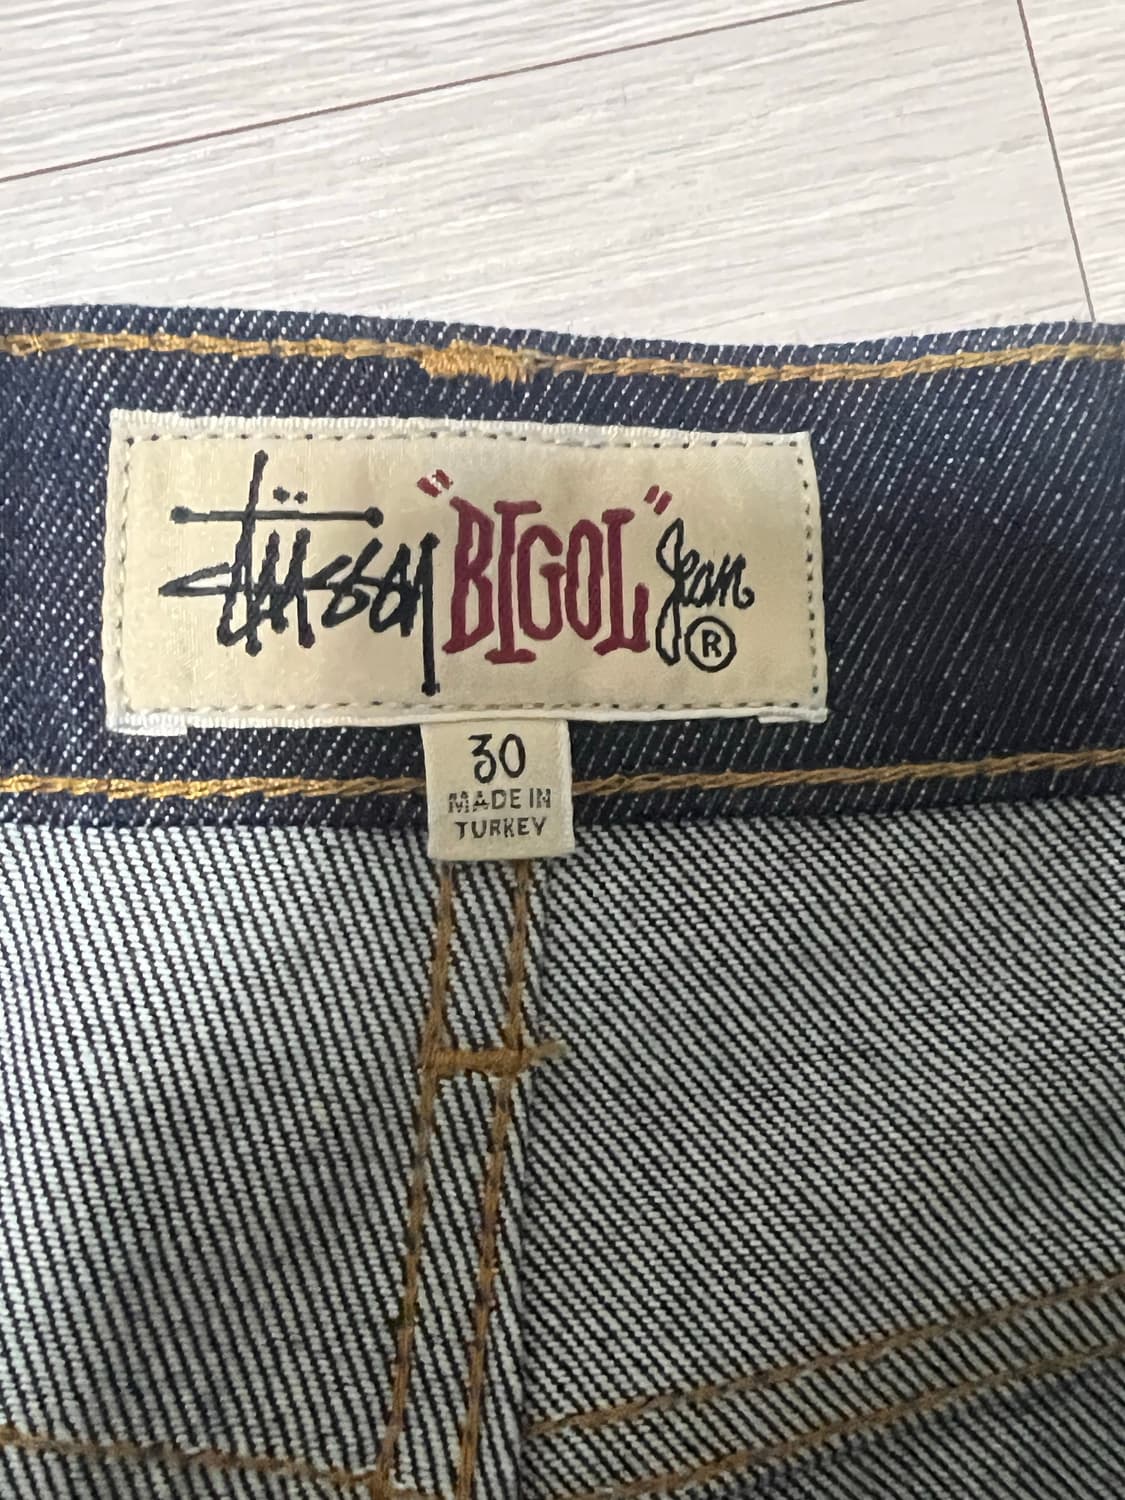 Stüssy "BIGOL" Jean ®
30
MADE IN
TURKEY